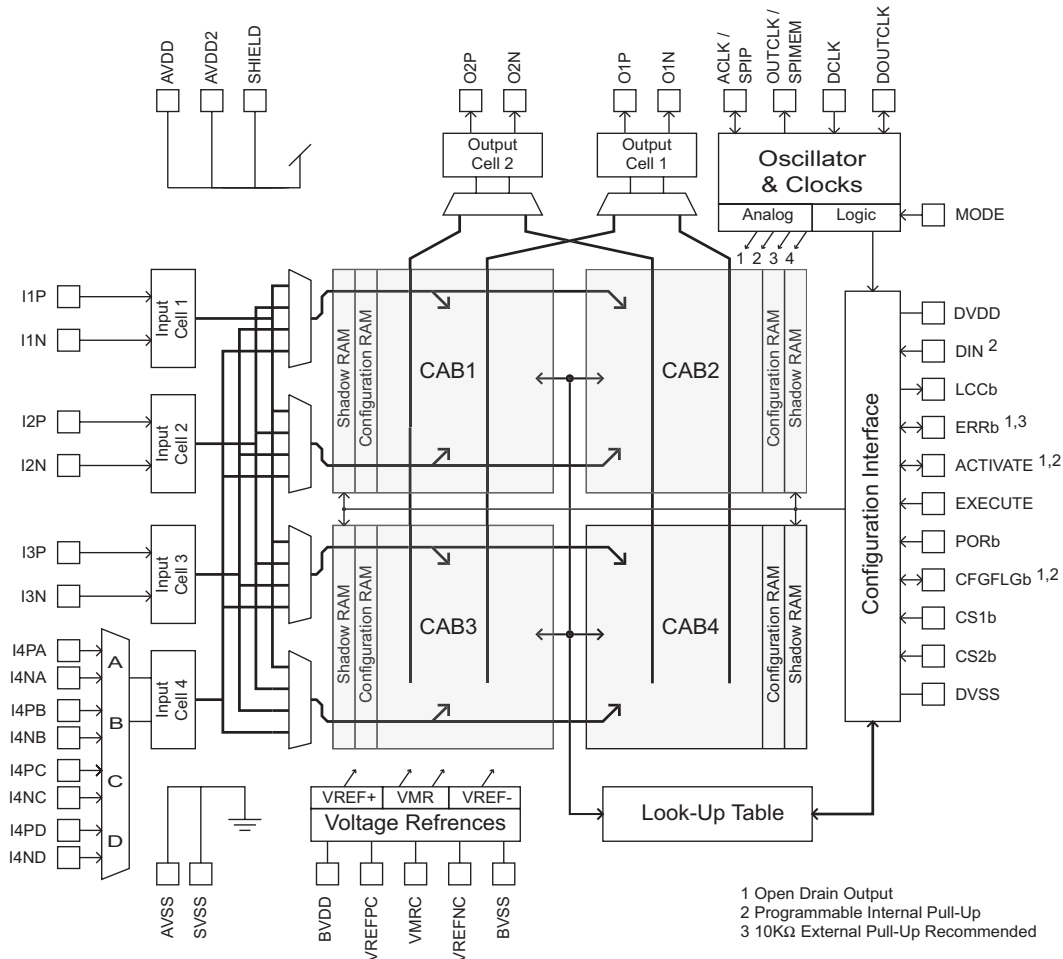 AVDD
AVDD2
SHIELD
O2P
O2N
O1P
O1N
ACLK /
SPIP
OUTCLK /
SPIMEM
DCLK
DOUTCLK
Output
Cell 2
Output
Cell 1
Oscillator
& Clocks
Analog
Logic
MODE
1 2 3 4
I1P
I1N
Input
Cell 1
Shadow RAM
Configuration RAM
CAB1
CAB2
Configuration RAM
Shadow RAM
I2P
I2N
Input
Cell 2
I3P
I3N
Input
Cell 3
Shadow RAM
Configuration RAM
CAB3
CAB4
Configuration RAM
Shadow RAM
Configuration Interface
DVDD
DIN 2
LCCb
ERRb 1,3
ACTIVATE 1,2
EXECUTE
PORb
CFGFLGb 1,2
CS1b
CS2b
DVSS
I4PA
I4NA
I4PB
I4NB
I4PC
I4NC
I4PD
I4ND
A
B
C
D
Input
Cell 4
AVSS
SVSS
VREF+
VMR
VREF-
Voltage Refrences
BVDD
VREFPC
VMRC
VREFNC
BVSS
Look-Up Table
1 Open Drain Output
2 Programmable Internal Pull-Up
3 10KΩ External Pull-Up Recommended